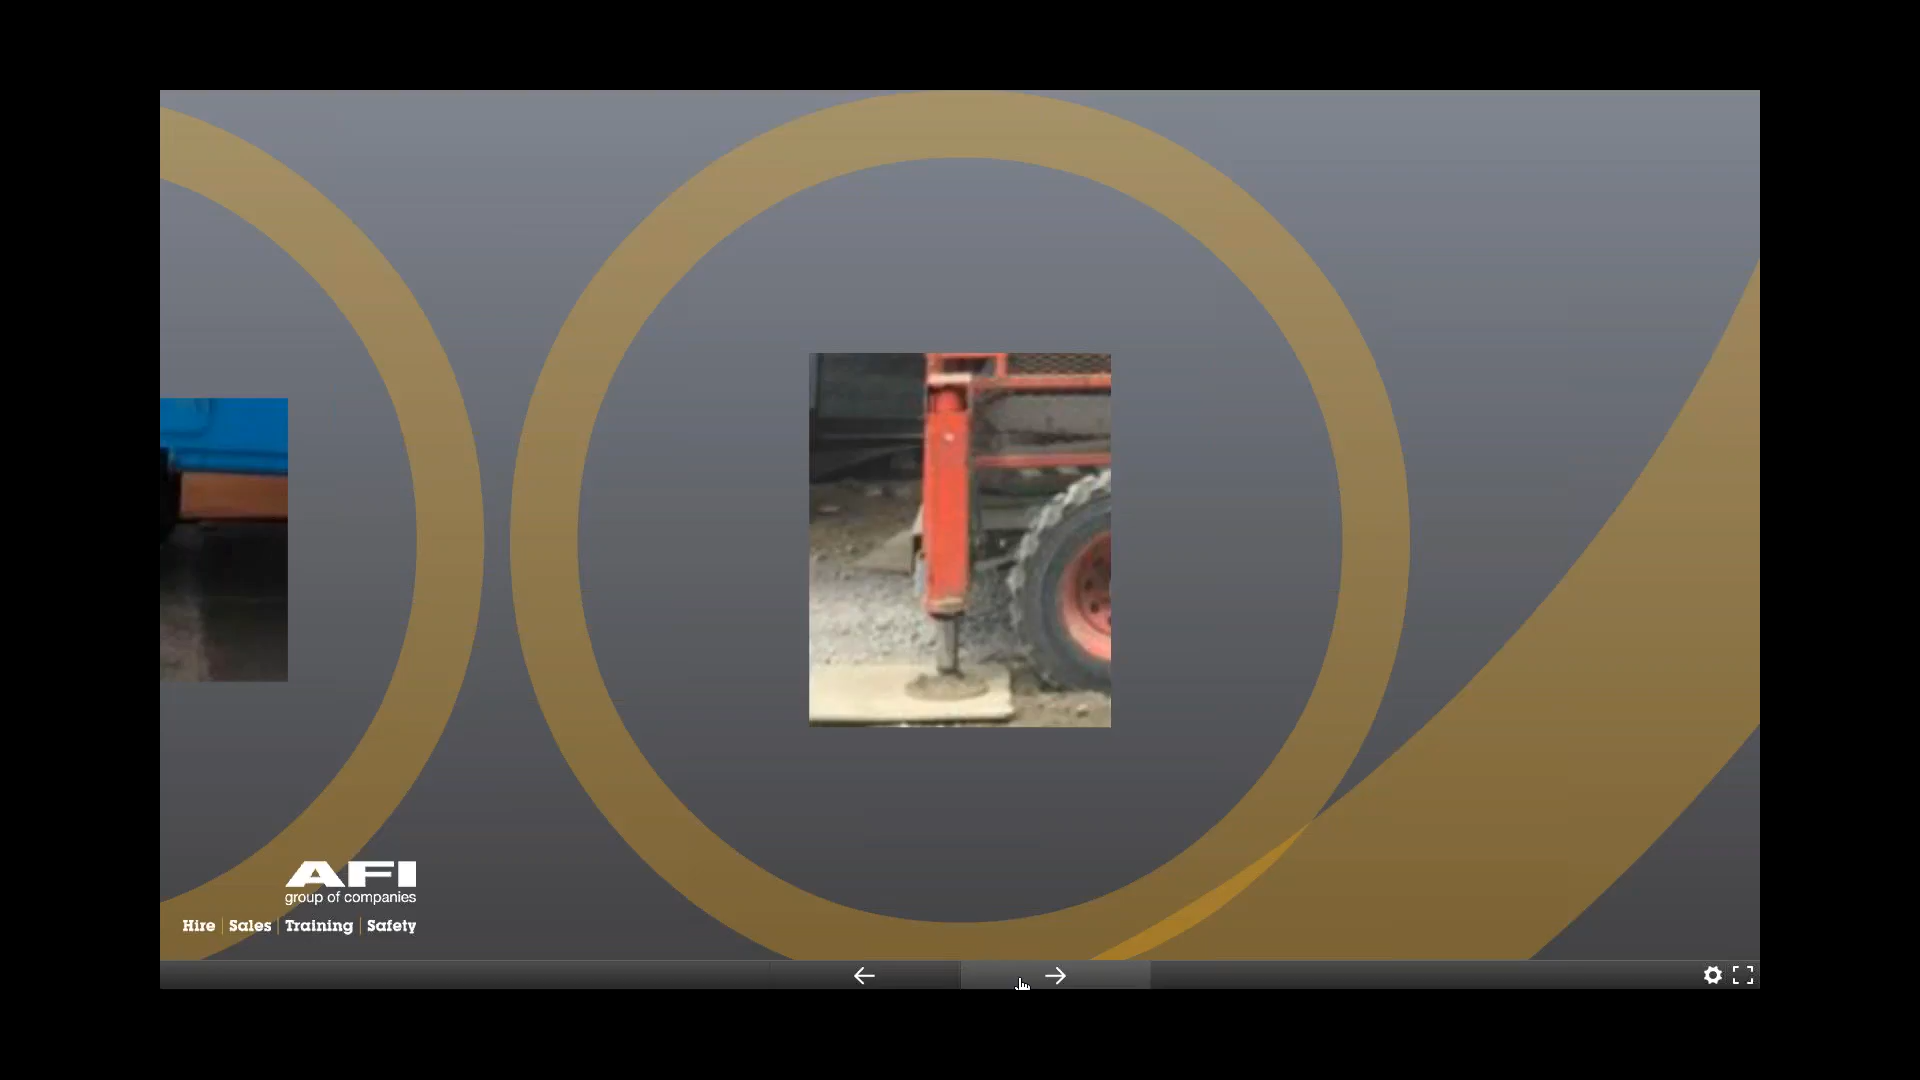 AFI
group of companies
Hire | Sales | Training | Safety